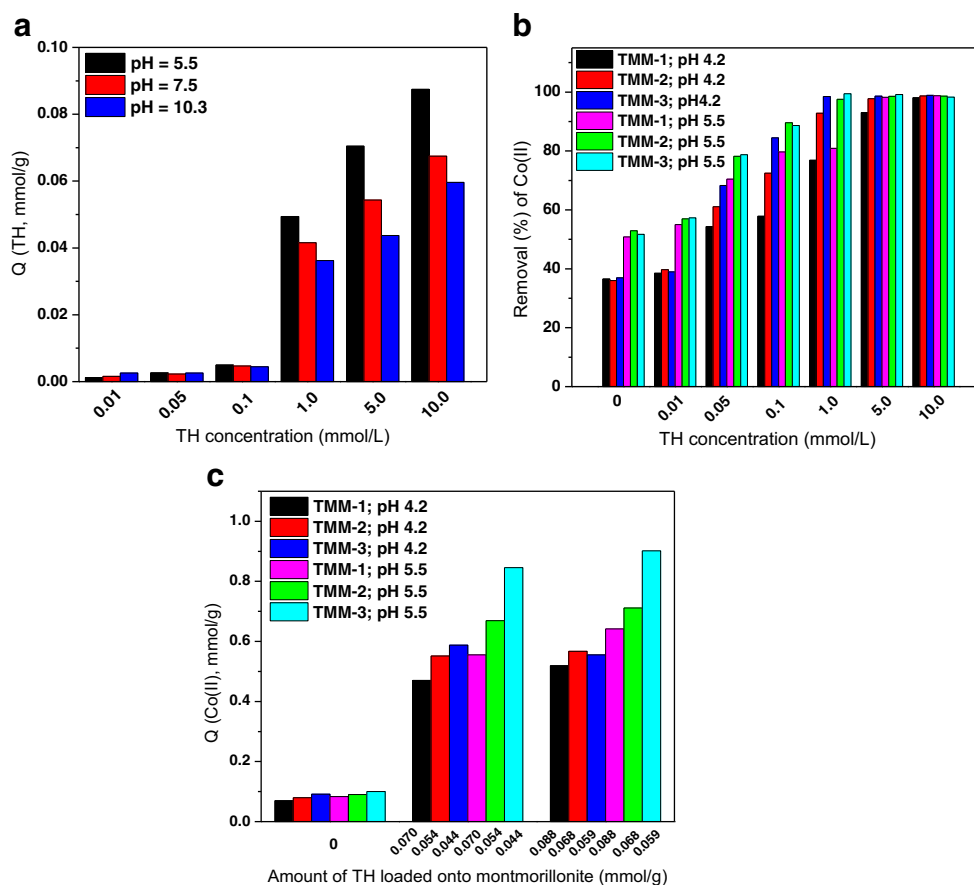 a
0.10
0.08
0.06
0.04
0.02
0.00
Q (TH, mmol/g)
pH = 5.5
pH = 7.5
pH = 10.3
0.01
0.05
0.1
1.0
5.0
10.0
TH concentration (mmol/L)
b
100
80
60
40
20
0
Removal (%) of Co(II)
TMM-1; pH 4.2
TMM-2; pH 4.2
TMM-3; pH4.2
TMM-1; pH 5.5
TMM-2; pH 5.5
TMM-3; pH 5.5
0
0.01
0.05
0.1
1.0
5.0
10.0
TH concentration (mmol/L)
c
1.0
0.8
0.6
0.4
0.2
0.0
Q (Co(II), mmol/g)
TMM-1; pH 4.2
TMM-2; pH 4.2
TMM-3; pH 4.2
TMM-1; pH 5.5
TMM-2; pH 5.5
TMM-3; pH 5.5
0
0.070
0.054
0.044
0.070
0.054
0.044
0.088
0.068
0.059
0.088
0.068
0.059
Amount of TH loaded onto montmorillonite (mmol/g)